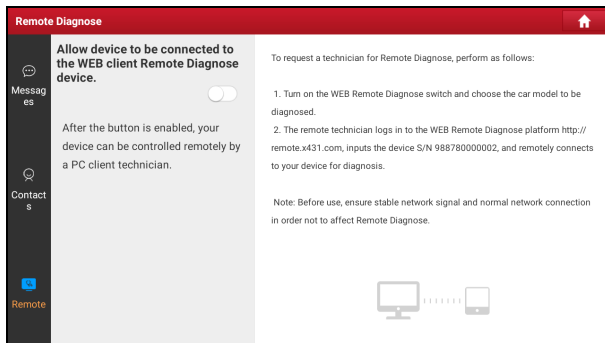 Remote Diagnose
Messag
es
Contact
s
Remote
Allow device to be connected to
the WEB client Remote Diagnose
device.
After the button is enabled, your
device can be controlled remotely by
a PC client technician.
To request a technician for Remote Diagnose, perform as follows:
1. Turn on the WEB Remote Diagnose switch and choose the car model to be
diagnosed.
2. The remote technician logs in to the WEB Remote Diagnose platform http://
remote.x431.com, inputs the device S/N 988780000002, and remotely connects
to your device for diagnosis.
Note: Before use, ensure stable network signal and normal network connection
in order not to affect Remote Diagnose.